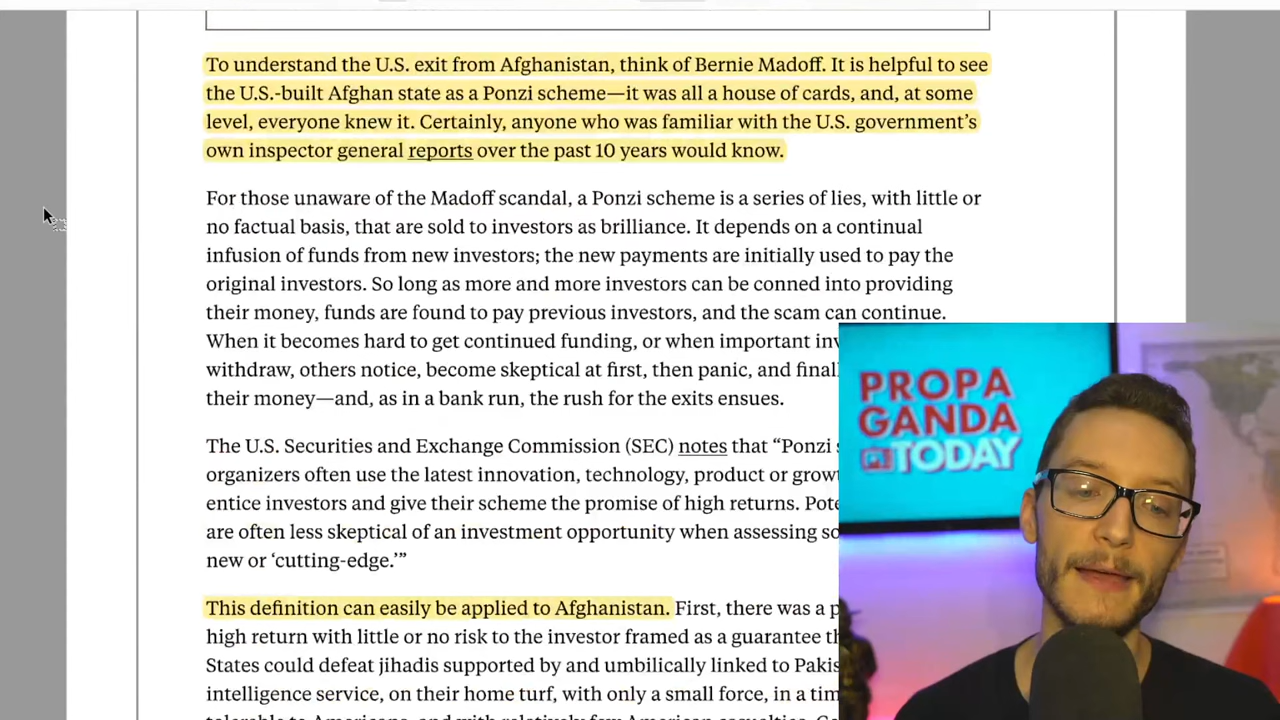 To understand the U.S. exit from Afghanistan, think of Bernie Madoff. It is helpful to see
the U.S.-built Afghan state as a Ponzi scheme—it was all a house of cards, and, at some
level, everyone knew it. Certainly, anyone who was familiar with the U.S. government’s
own inspector general reports over the past 10 years would know.
For those unaware of the Madoff scandal, a Ponzi scheme is a series of lies, with little or
no factual basis, that are sold to investors as brilliance. It depends on a continual
infusion of funds from new investors; the new payments are initially used to pay the
original investors. So long as more and more investors can be conned into providing
their money, funds are found to pay previous investors, and the scam can continue.
When it becomes hard to get continued funding, or when important inv
withdraw, others notice, become skeptical at first, then panic, and final
their money—and, as in a bank run, the rush for the exits ensues.
The U.S. Securities and Exchange Commission (SEC) notes that “Ponzi
organizers often use the latest innovation, technology, product or grow
entice investors and give their scheme the promise of high returns. Pote
are often less skeptical of an investment opportunity when assessing so
new or ‘cutting-edge.’”
This definition can easily be applied to Afghanistan. First, there was a p
high return with little or no risk to the investor framed as a guarantee th
States could defeat jihadis supported by and umbilically linked to Pakis
intelligence service, on their home turf, with only a small force, in a tim
tolerable to Americans, and with relatively few American casualties.
PROPA
GANDA
TODAY